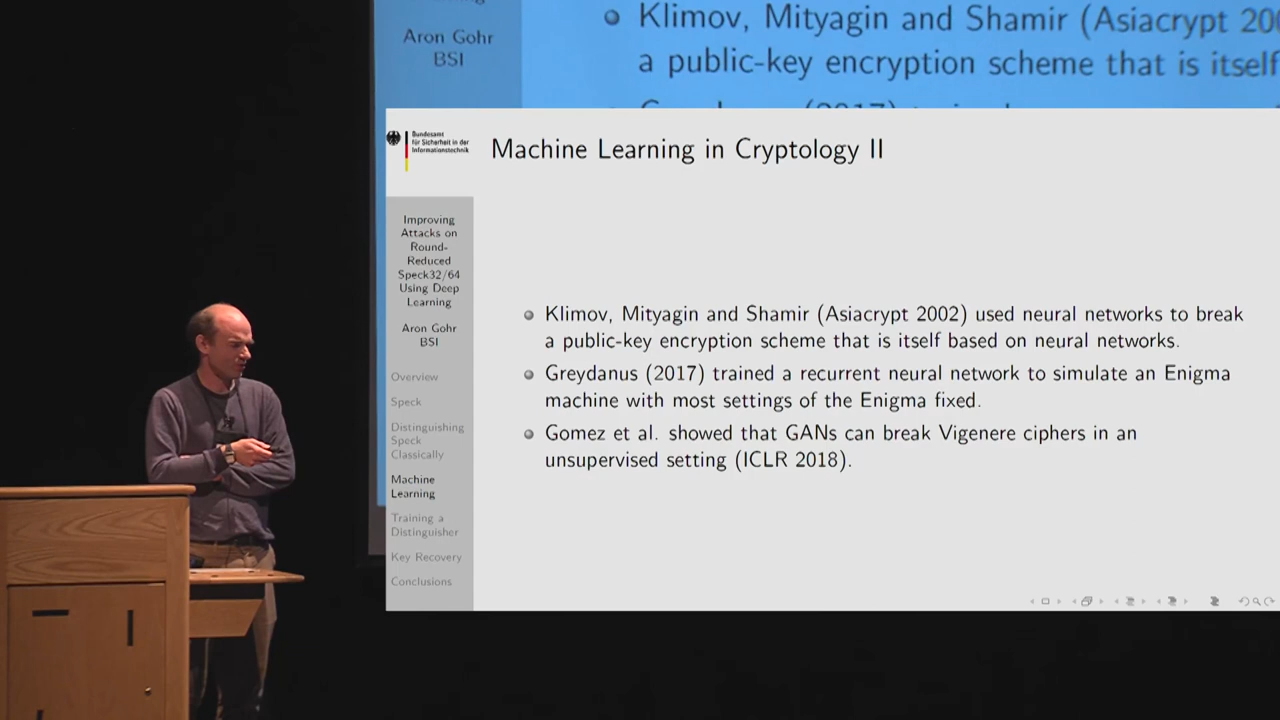 Aron Gohr
BSI
Klimov, Mityagin and Shamir (Asiacrypt
a public-key encryption scheme that is itself
Bundesamt
für Sicherheit in der
Informationstechnik
Machine Learning in Cryptology II
Improving
Attacks on
Round-
Reduced
Speck32/64
Using Deep
Learning
Aron Gohr
BSI
Overview
Speck
Distinguishing
Speck
Classically
Machine
Learning
Training a
Distinguisher
Key Recovery
Conclusions
Klimov, Mityagin and Shamir (Asiacrypt 2002) used neural networks to break
a public-key encryption scheme that is itself based on neural networks.
Greydanus (2017) trained a recurrent neural network to simulate an Enigma
machine with most settings of the Enigma fixed.
Gomez et al. showed that GANs can break Vigenere ciphers in an
unsupervised setting (ICLR 2018).